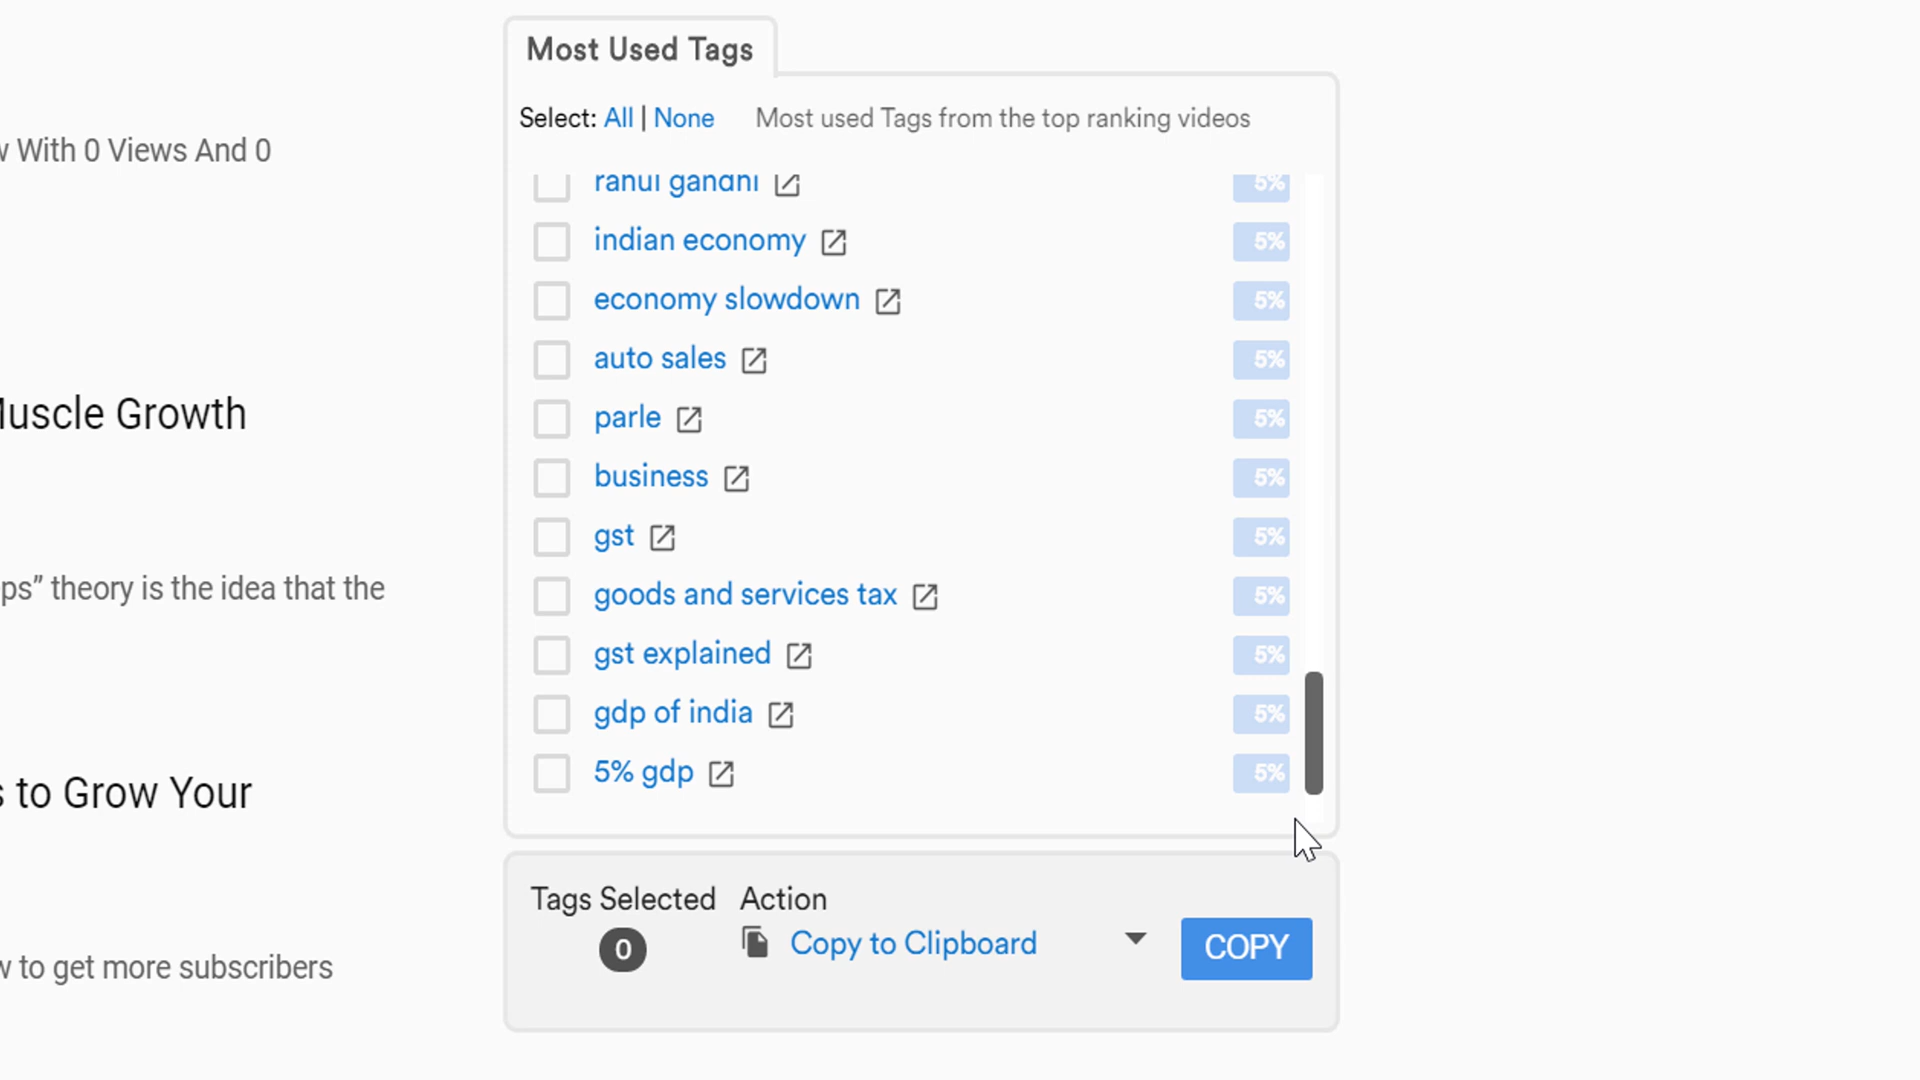 Most Used Tags
Select: All | None Most used Tags from the top ranking videos
w With 0 Views And 0
rahul gandhi 5%
indian economy 5%
economy slowdown 5%
auto sales 5%
Muscle Growth
parle 5%
business 5%
gst 5%
ps” theory is the idea that the
goods and services tax 5%
gst explained 5%
gdp of india 5%
5% gdp 5%
s to Grow Your
Tags Selected Action
0 Copy to Clipboard COPY
w to get more subscribers